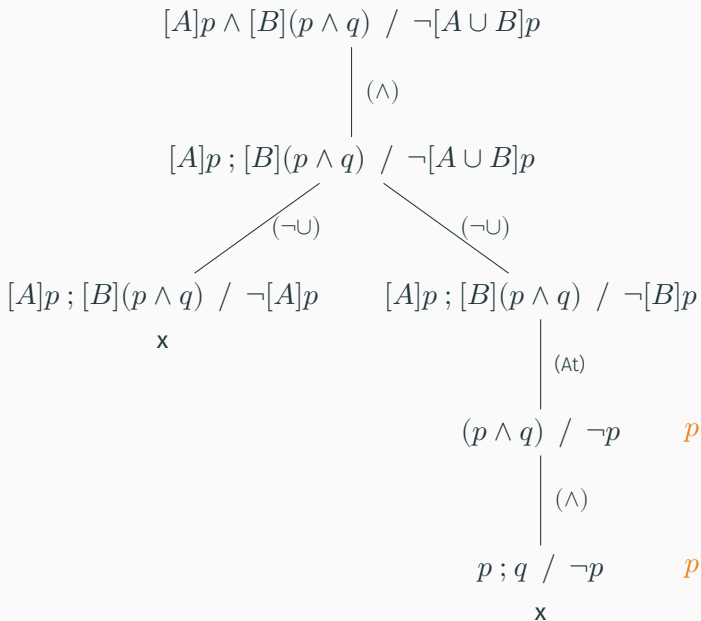 [A]p ∧ [B](p ∧ q) / ¬[A ∪ B]p
(∧)
[A]p ; [B](p ∧ q) / ¬[A ∪ B]p
(¬∪) (¬∪)
[A]p ; [B](p ∧ q) / ¬[A]p [A]p ; [B](p ∧ q) / ¬[B]p
x
(At)
(p ∧ q) / ¬p p
(∧)
p ; q / ¬p p
x